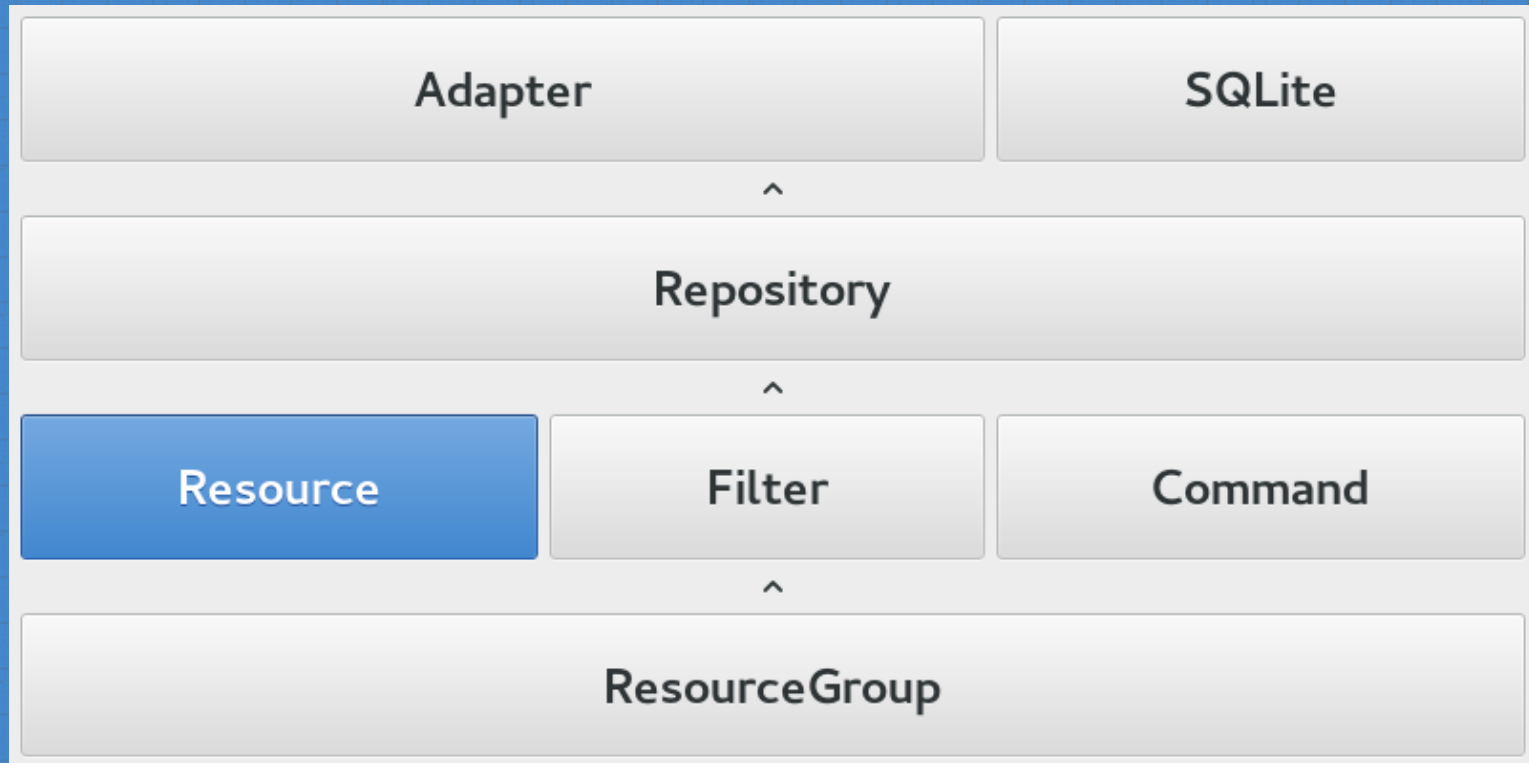 Adapter
SQLite
Repository
Resource
Filter
Command
ResourceGroup